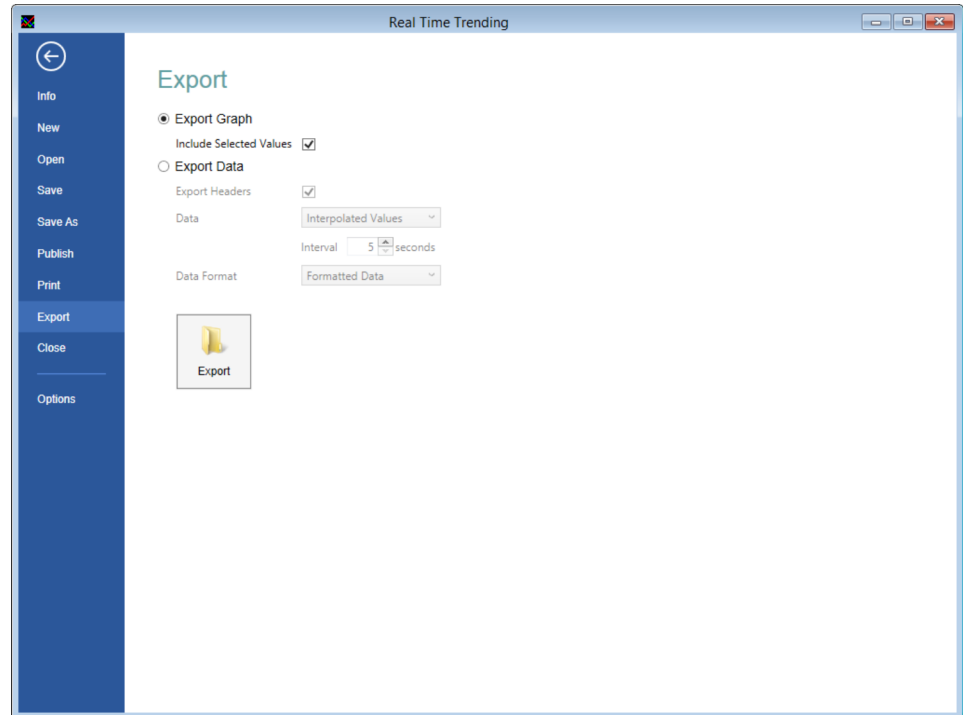 Real Time Trending
Info
New
Open
Save
Save As
Publish
Print
Export
Close
Options
Export
Export Graph
Include Selected Values
Export Data
Export Headers
Data Interpolated Values
Interval 5 seconds
Data Format Formatted Data
Export